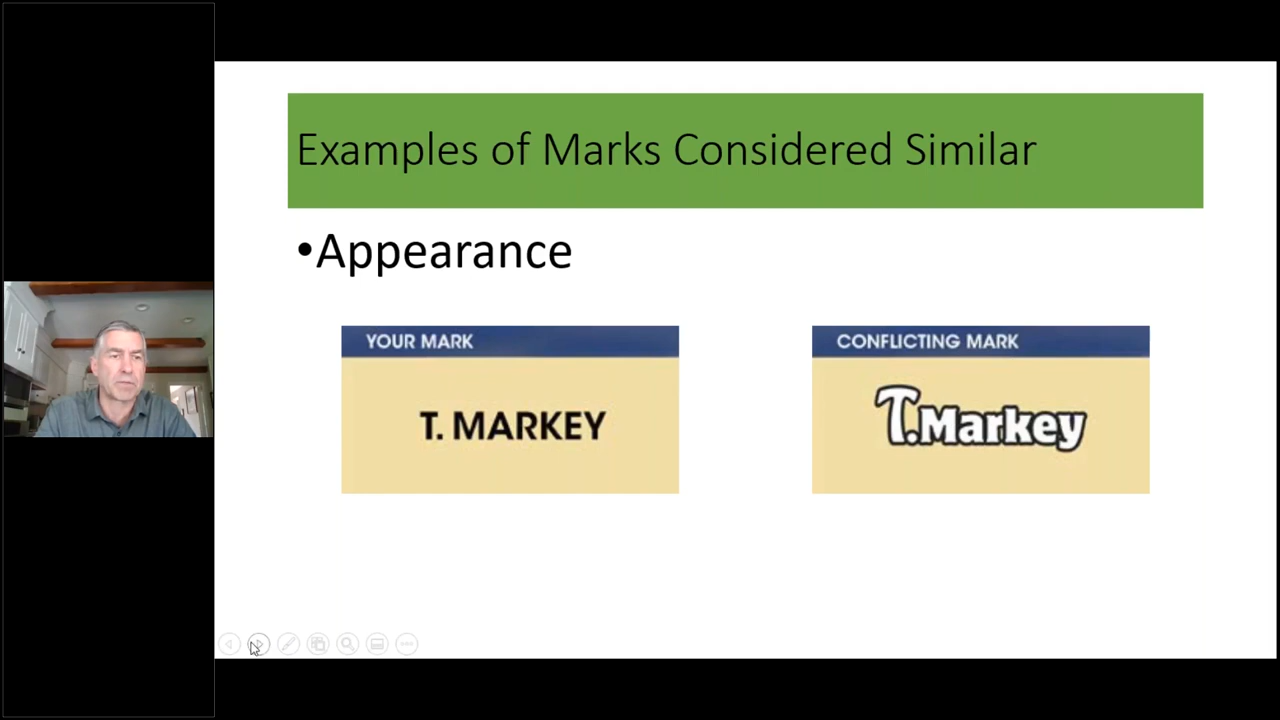 Examples of Marks Considered Similar
•Appearance
YOUR MARK
T. MARKEY
CONFLICTING MARK
T.Markey